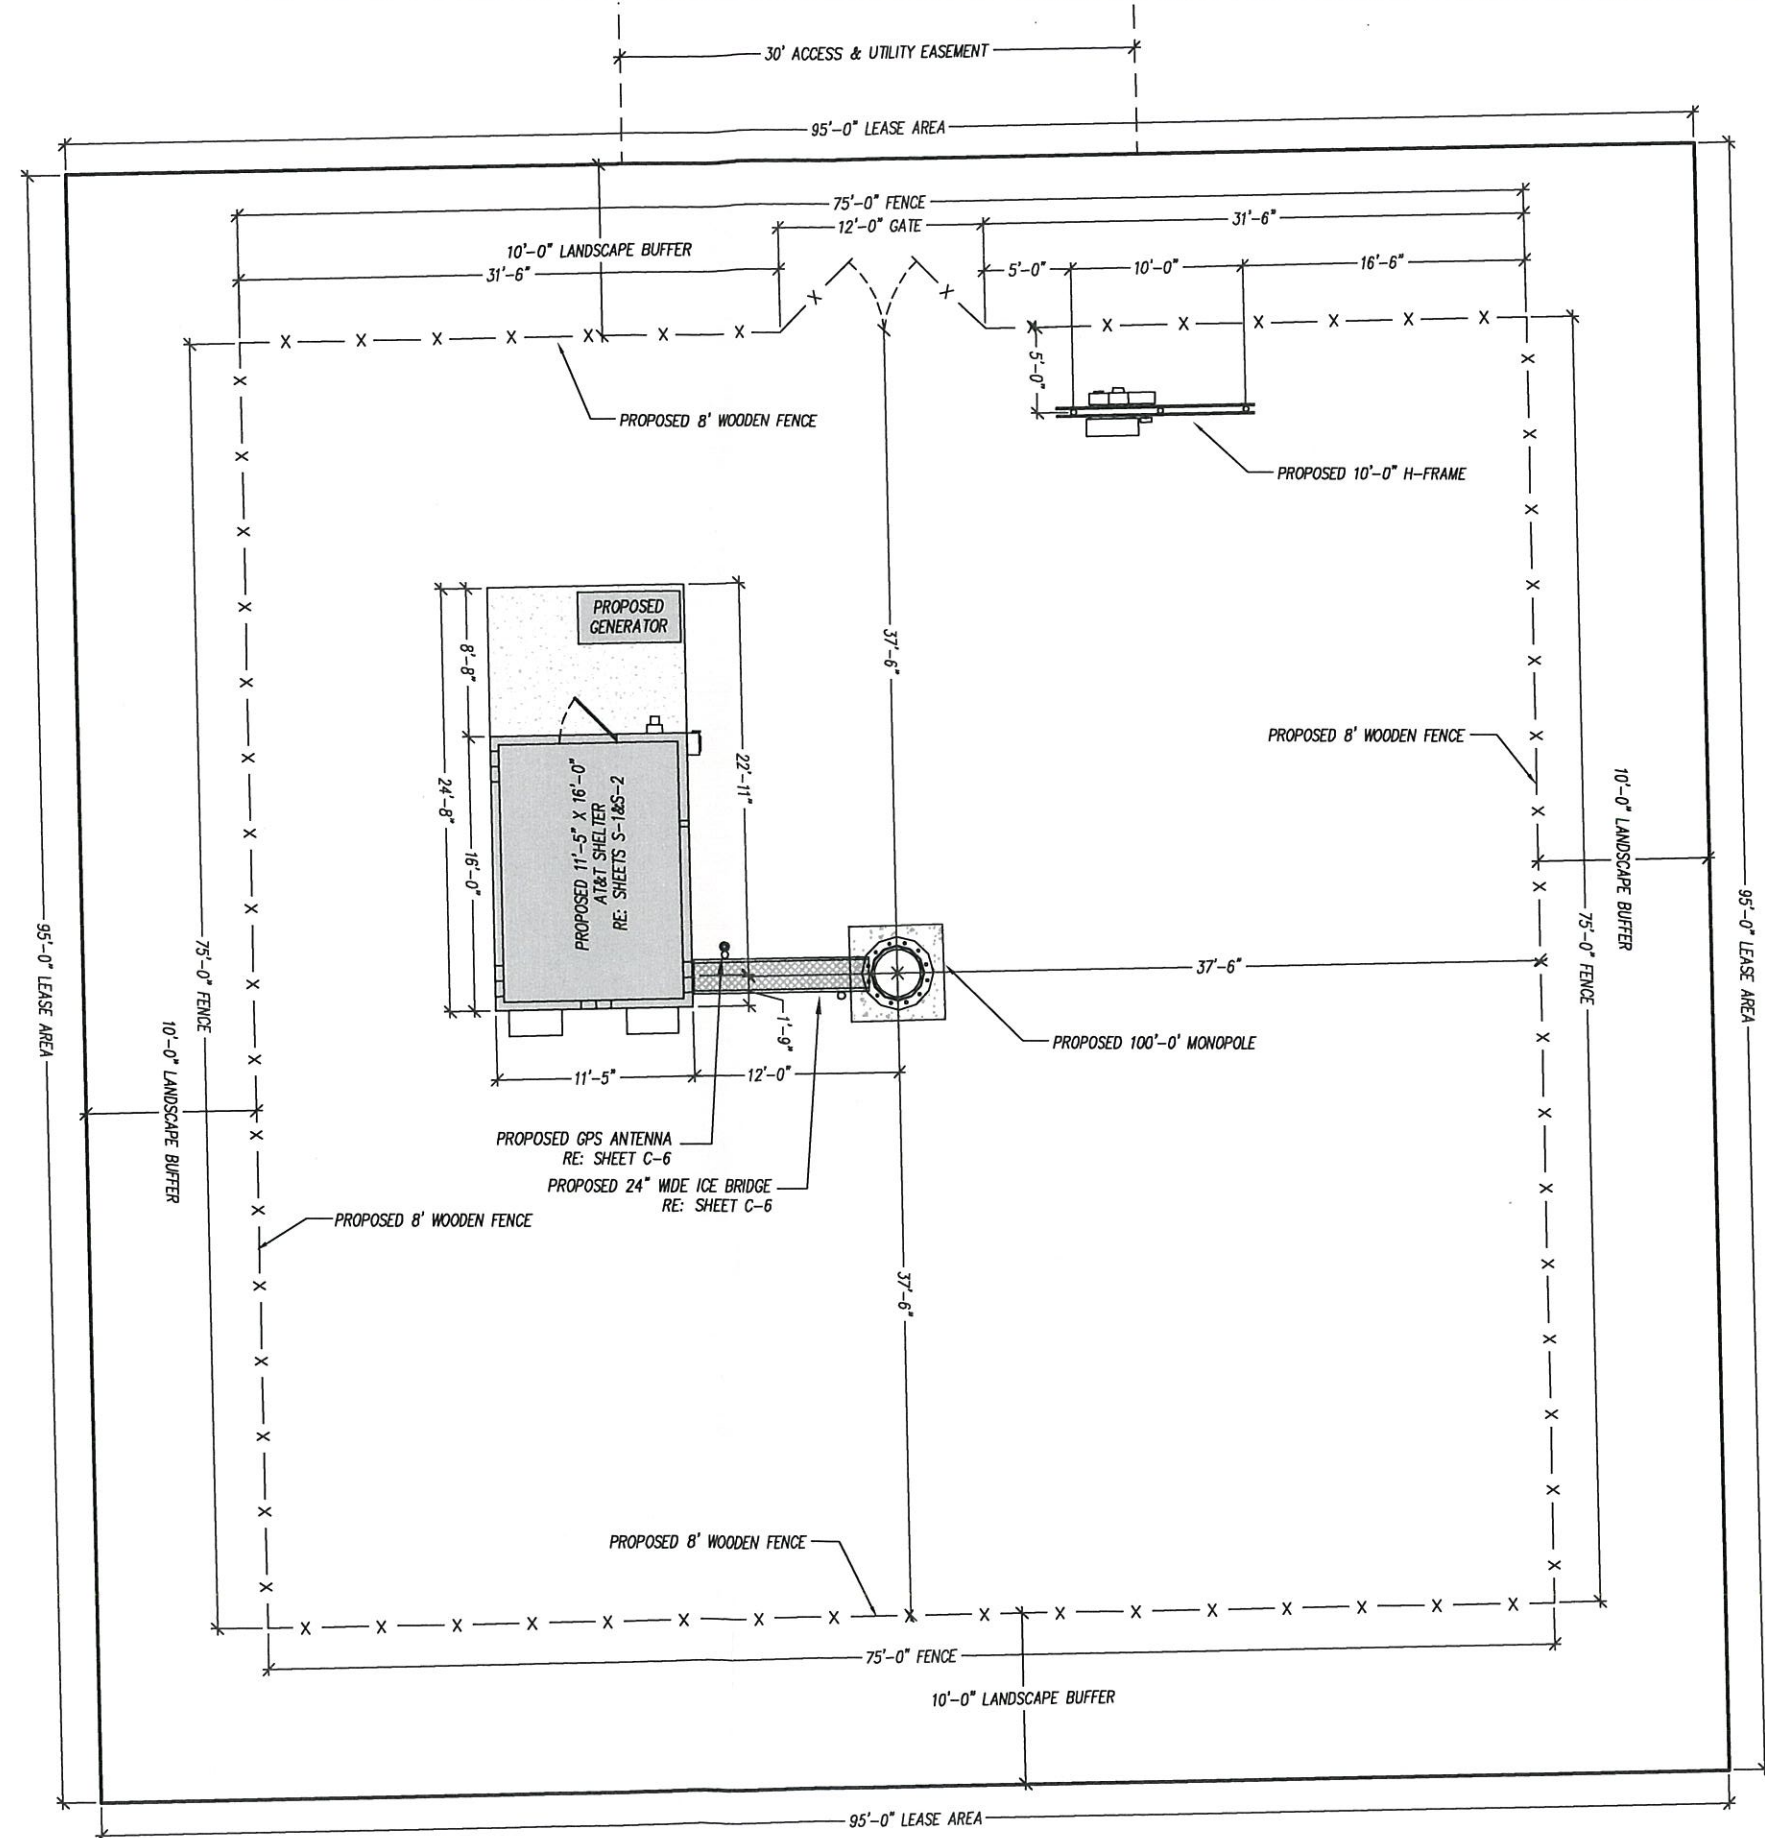 30' ACCESS & UTILITY EASEMENT
95'-0" LEASE AREA
75'-0" FENCE
12'-0" GATE
31'-6"
10'-0" LANDSCAPE BUFFER
31'-6"
5'-0"
10'-0"
16'-6"
5'-0"
PROPOSED 8' WOODEN FENCE
PROPOSED 10'-0" H-FRAME
PROPOSED
GENERATOR
8'-8"
37'-6"
24'-8"
22'-11"
16'-0"
PROPOSED 11'-5" X 16'-0"
AT&T SHELTER
RE: SHEETS S-1&S-2
PROPOSED 8' WOODEN FENCE
10'-0" LANDSCAPE BUFFER
95'-0" LEASE AREA
75'-0" FENCE
37'-6"
75'-0" FENCE
95'-0" LEASE AREA
1'-9"
PROPOSED 100'-0' MONOPOLE
11'-5"
12'-0"
10'-0" LANDSCAPE BUFFER
PROPOSED GPS ANTENNA
RE: SHEET C-6
PROPOSED 24" WIDE ICE BRIDGE
RE: SHEET C-6
PROPOSED 8' WOODEN FENCE
37'-6"
PROPOSED 8' WOODEN FENCE
75'-0" FENCE
10'-0" LANDSCAPE BUFFER
95'-0" LEASE AREA